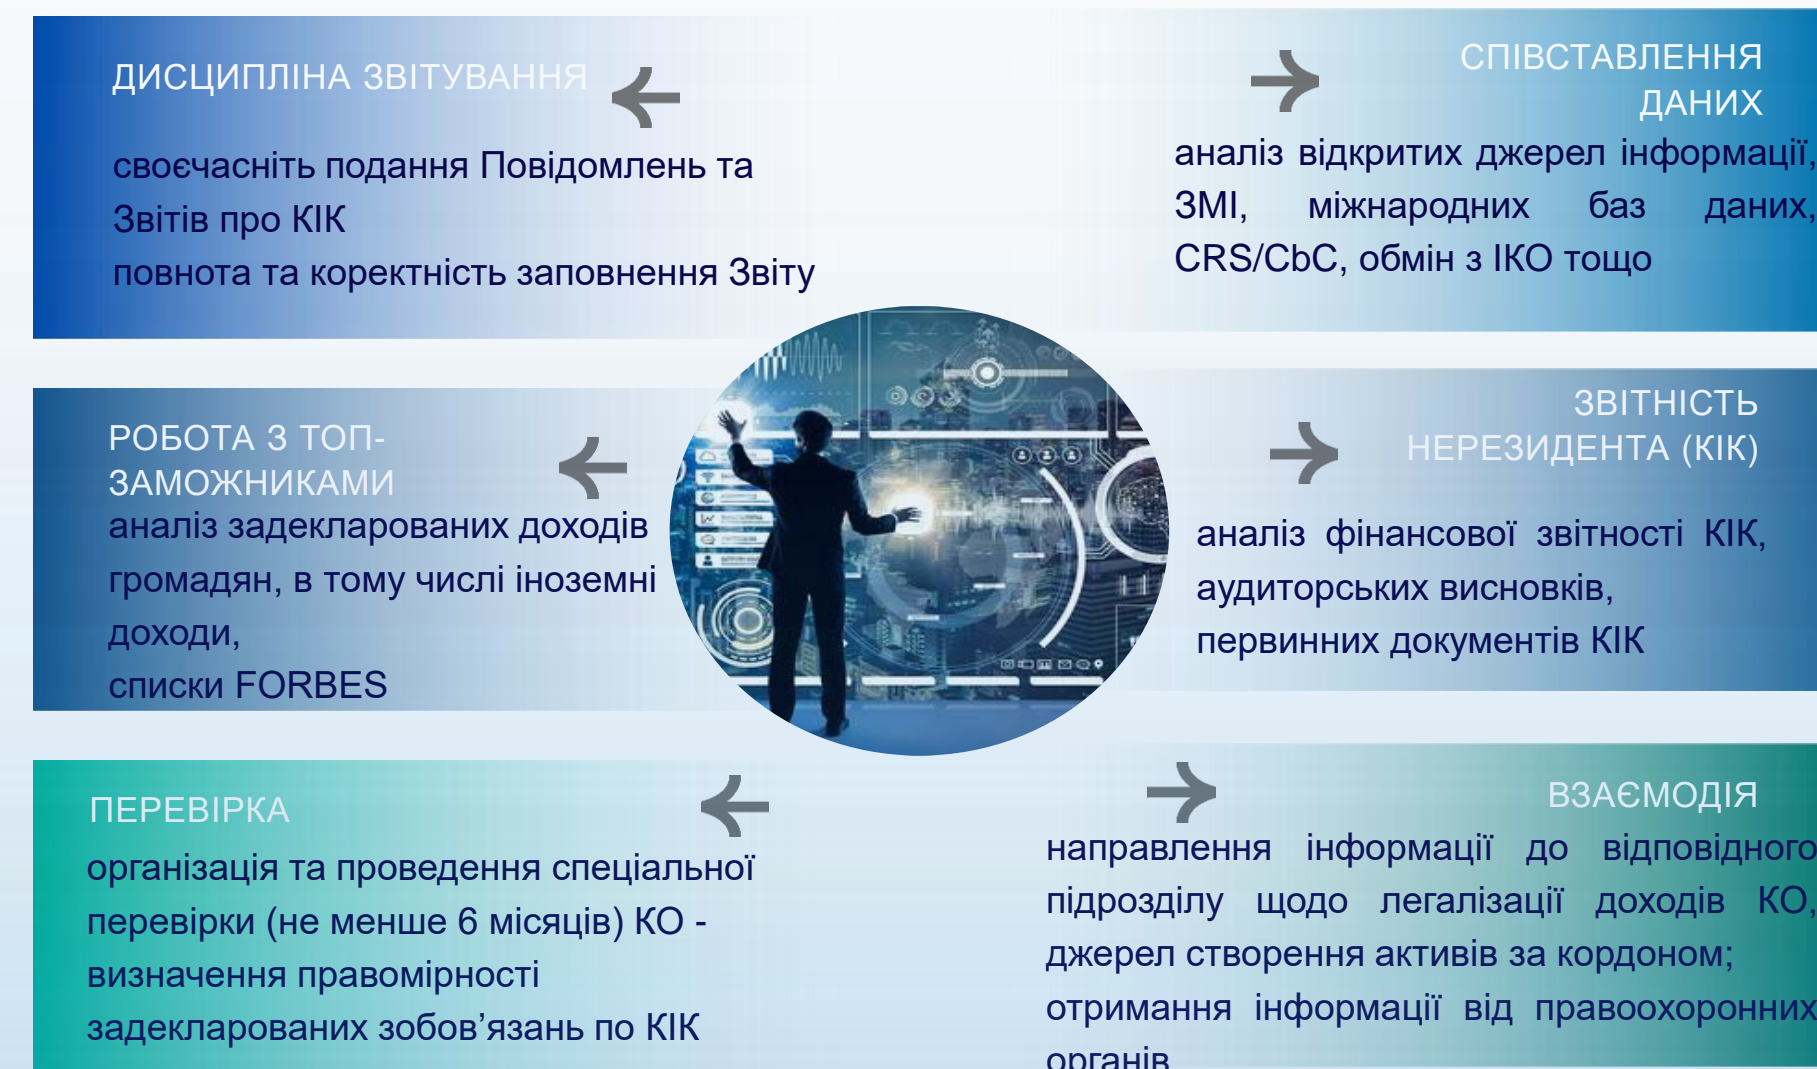 ДИСЦИПЛІНА ЗВІТУВАННЯ
своєчасніть подання Повідомлень та
Звітів про КІК
повнота та коректність заповнення Звіту
СПІВСТАВЛЕННЯ
ДАНИХ
аналіз відкритих джерел інформації,
ЗМІ, міжнародних баз даних,
CRS/CbC, обмін з ІКО тощо
РОБОТА З ТОП-
ЗАМОЖНИКАМИ
аналіз задекларованих доходів
громадян, в тому числі іноземні
доходи,
списки FORBES
ЗВІТНІСТЬ
НЕРЕЗИДЕНТА (КІК)
аналіз фінансової звітності КІК,
аудиторських висновків,
первинних документів КІК
ПЕРЕВІРКА
організація та проведення спеціальної
перевірки (не менше 6 місяців) КО -
визначення правомірності
задекларованих зобов’язань по КІК
ВЗАЄМОДІЯ
направлення інформації до відповідного
підрозділу щодо легалізації доходів КО,
джерел створення активів за кордоном;
отримання інформації від правоохоронних
органів